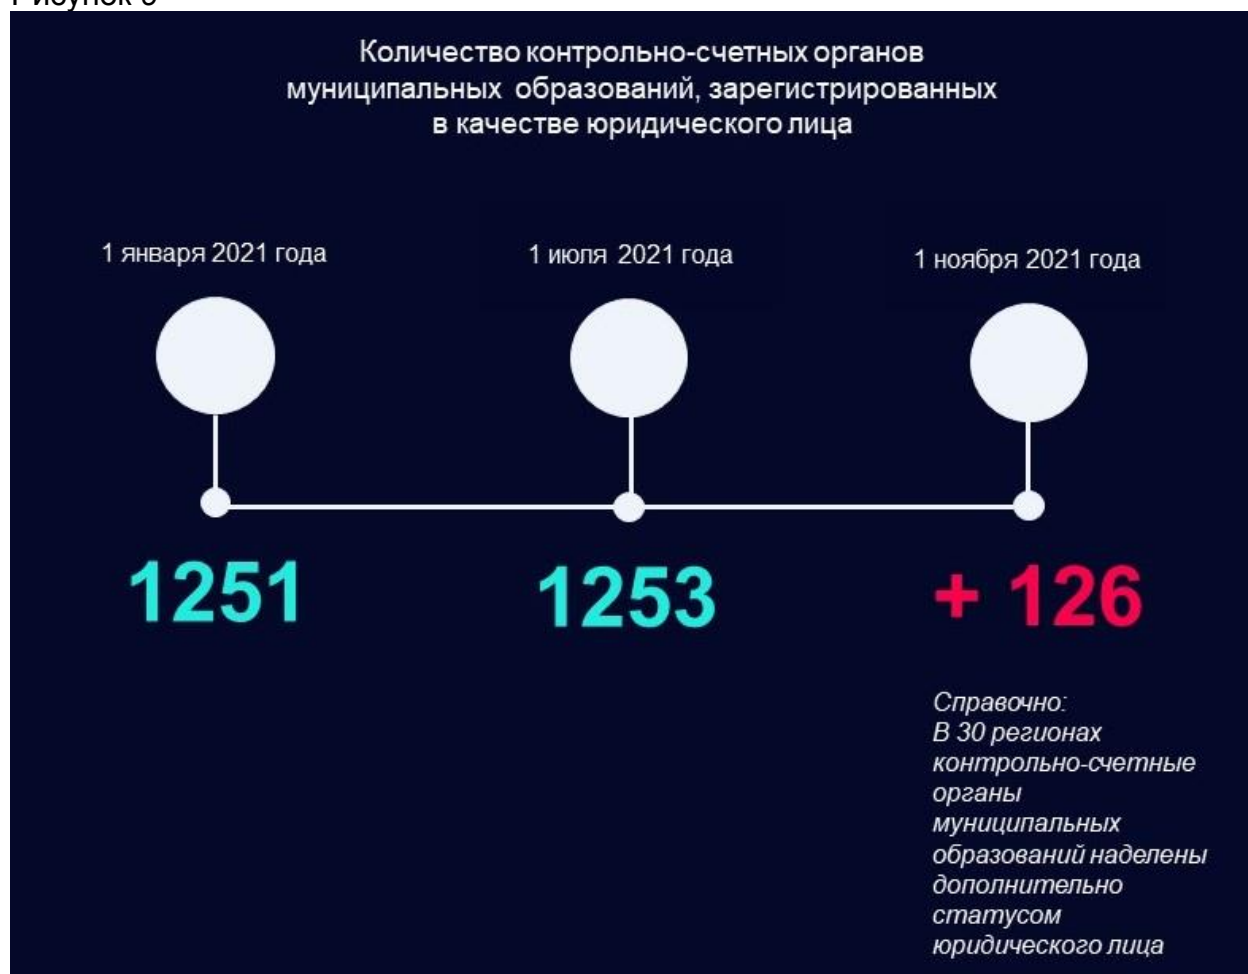 Количество контрольно-счетных органов
муниципальных образований, зарегистрированных
в качестве юридического лица
1 января 2021 года
1 июля 2021 года
1 ноября 2021 года
1251
1253
+ 126
Справочно:
В 30 регионах
контрольно-счетные
органы
муниципальных
образований наделены
дополнительно
статусом
юридического лица